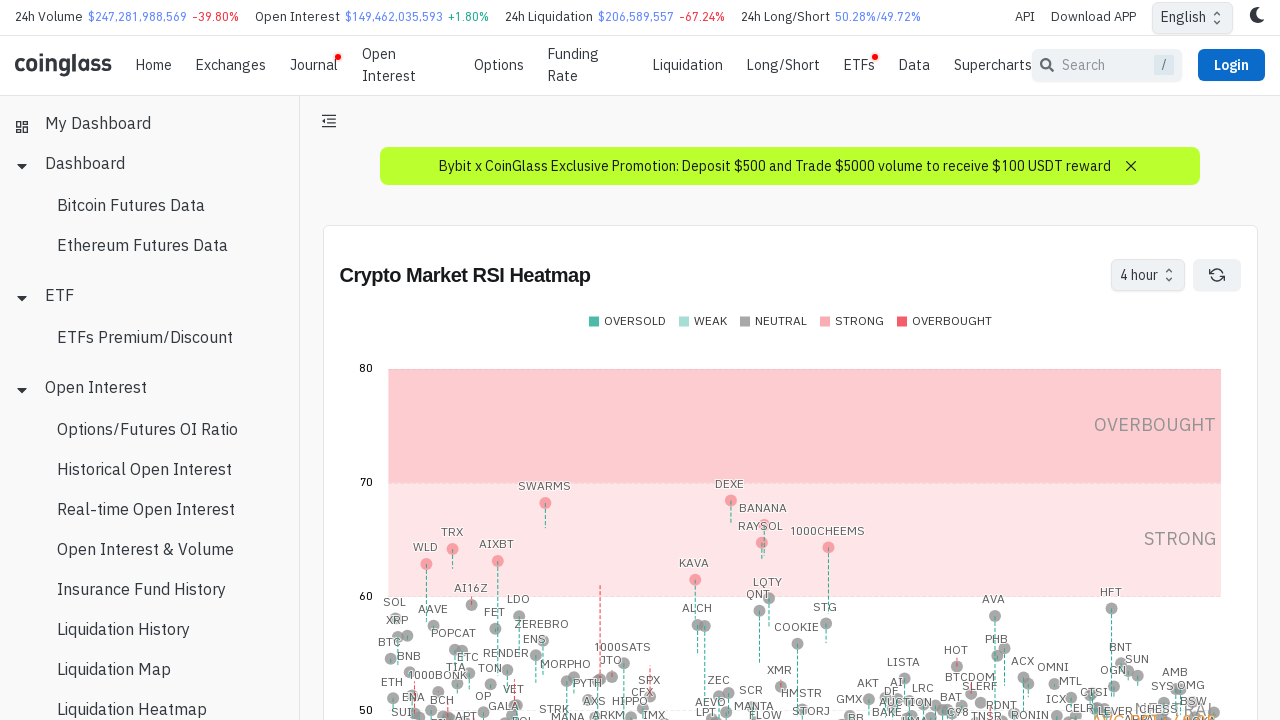 24h Volume $247,281,988,569 -39.80% Open Interest $149,462,035,593 +1.80% 24h Liquidation $206,589,557 -67.24% 24h Long/Short 50.28%/49.72% API Download APP English
coinglass Home Exchanges Journal Open Interest Options Funding Rate Liquidation Long/Short ETFs Data Supercharts Search / Login
My Dashboard
Dashboard
Bitcoin Futures Data
Ethereum Futures Data
ETF
ETFs Premium/Discount
Open Interest
Options/Futures OI Ratio
Historical Open Interest
Real-time Open Interest
Open Interest & Volume
Insurance Fund History
Liquidation History
Liquidation Map
Liquidation Heatmap
Bybit x CoinGlass Exclusive Promotion: Deposit $500 and Trade $5000 volume to receive $100 USDT reward
Crypto Market RSI Heatmap
4 hour
OVERSOLD WEAK NEUTRAL STRONG OVERBOUGHT
80
OVERBOUGHT
70
SWARMS DEXE
BANANA
TRX RAYSOL 1000CHEEMS
WLD AIXBT STRONG
KAVA
AI16Z LQTY
60 QNT HFT
SOL AAVE LDO ALCH STG AVA
XRP FET ZEREBRO COOKIE
POPCAT ENS PHB
BTC 1000SATS BNT
BNB ETC RENDER JTO HOT LISTA ACX SUN
TIA TON MORPHO XMR OMNI OGN AMB
1000BONK BTCDOM
ETH PYTH SPX ZEC AKT AI SLERF MTL SYS OMG
ENA OP VET CFX SCR HMSTR DE LRC CTSI
BCH AXS HIPPO AEVO GMX AUCTION BAT RDNT ICX BSW
SUI GALA STRK MANTA STORJ BAKE C98 CELR CHESS
50 ARKM IMX LPT FLOW RONIN
MANA